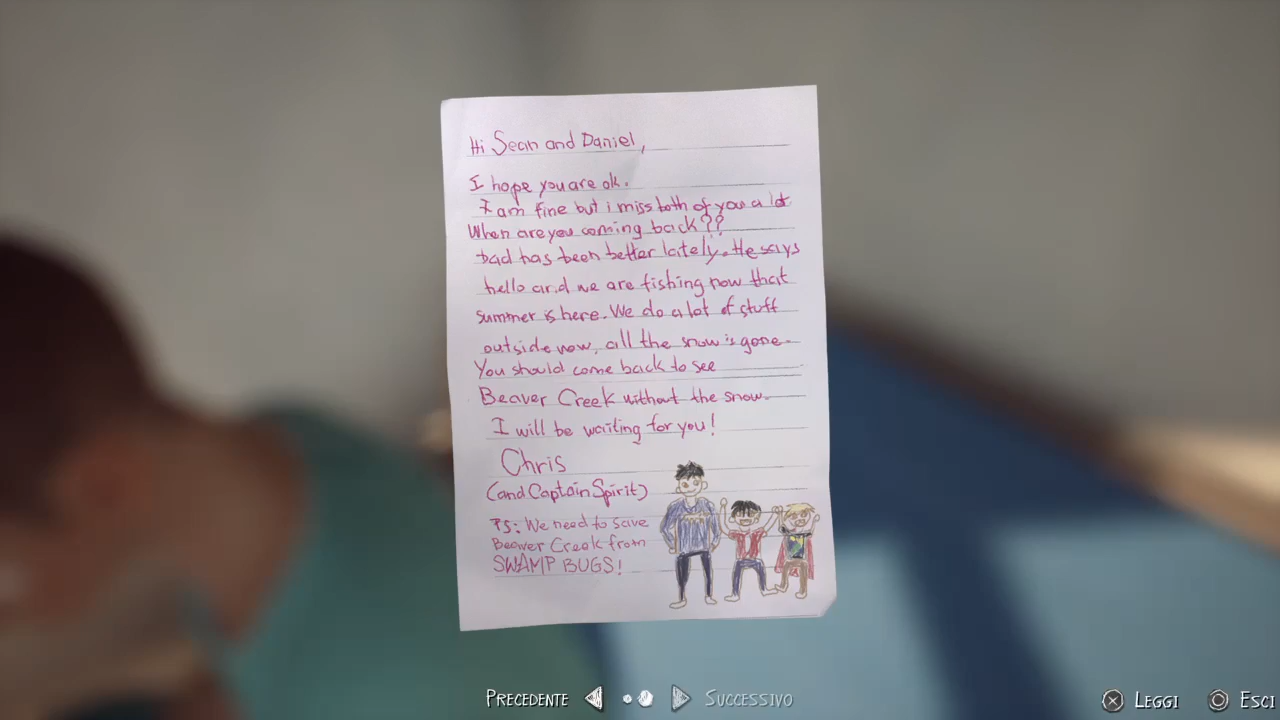 Hi Sean and Daniel,
I hope you are ok.
I am fine but i miss both of you a lot.
When are you coming back??
Dad has been better lately. He says
hello and we are fishing now that
summer is here. We do a lot of stuff
outside now, all the snow is gone.
You should come back to see
Beaver Creek without the snow.
I will be waiting for you!
Chris
(and Captain Spirit)
PS: We need to save
Beaver Creek from
SWAMP BUGS!
PRECEDENTE
SUCCESSIVO
LEGGI
ESCI